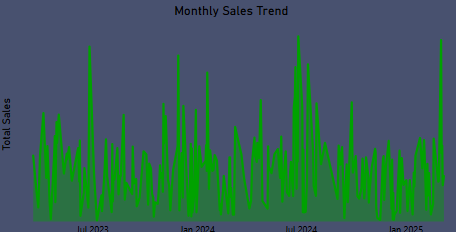 Monthly Sales Trend
Total Sales
Jul 2023
Jan 2024
Jul 2024
Jan 2025